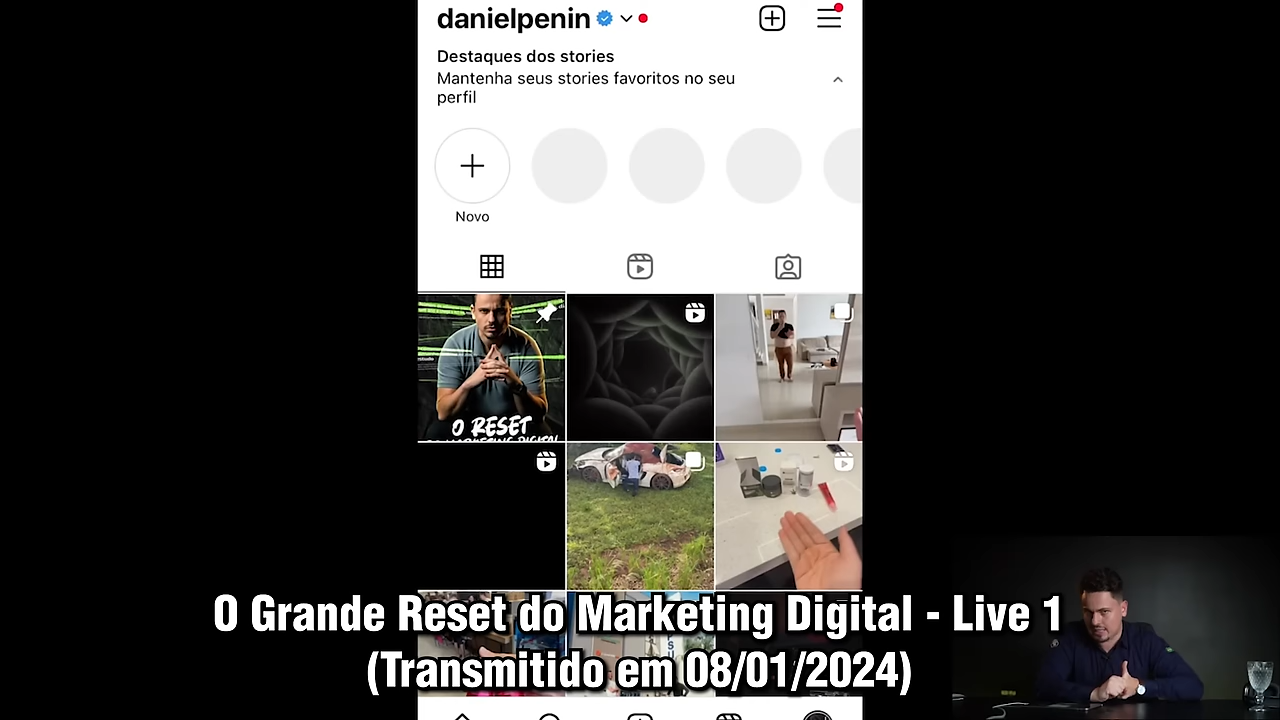 danielpenin
Destaques dos stories
Mantenha seus stories favoritos no seu
perfil
Novo
O RESET
O Grande Reset do Marketing Digital - Live 1
(Transmitido em 08/01/2024)